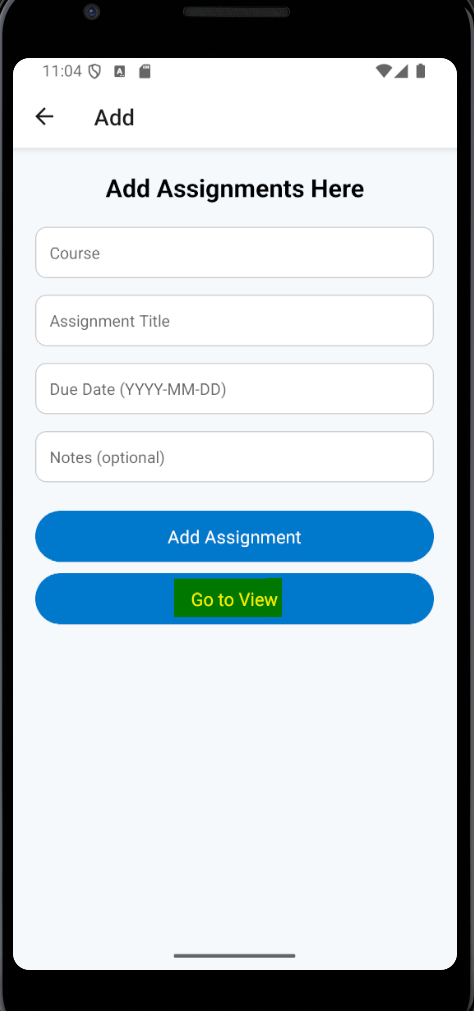 11:04
Add
Add Assignments Here
Course
Assignment Title
Due Date (YYYY-MM-DD)
Notes (optional)
Add Assignment
Go to View